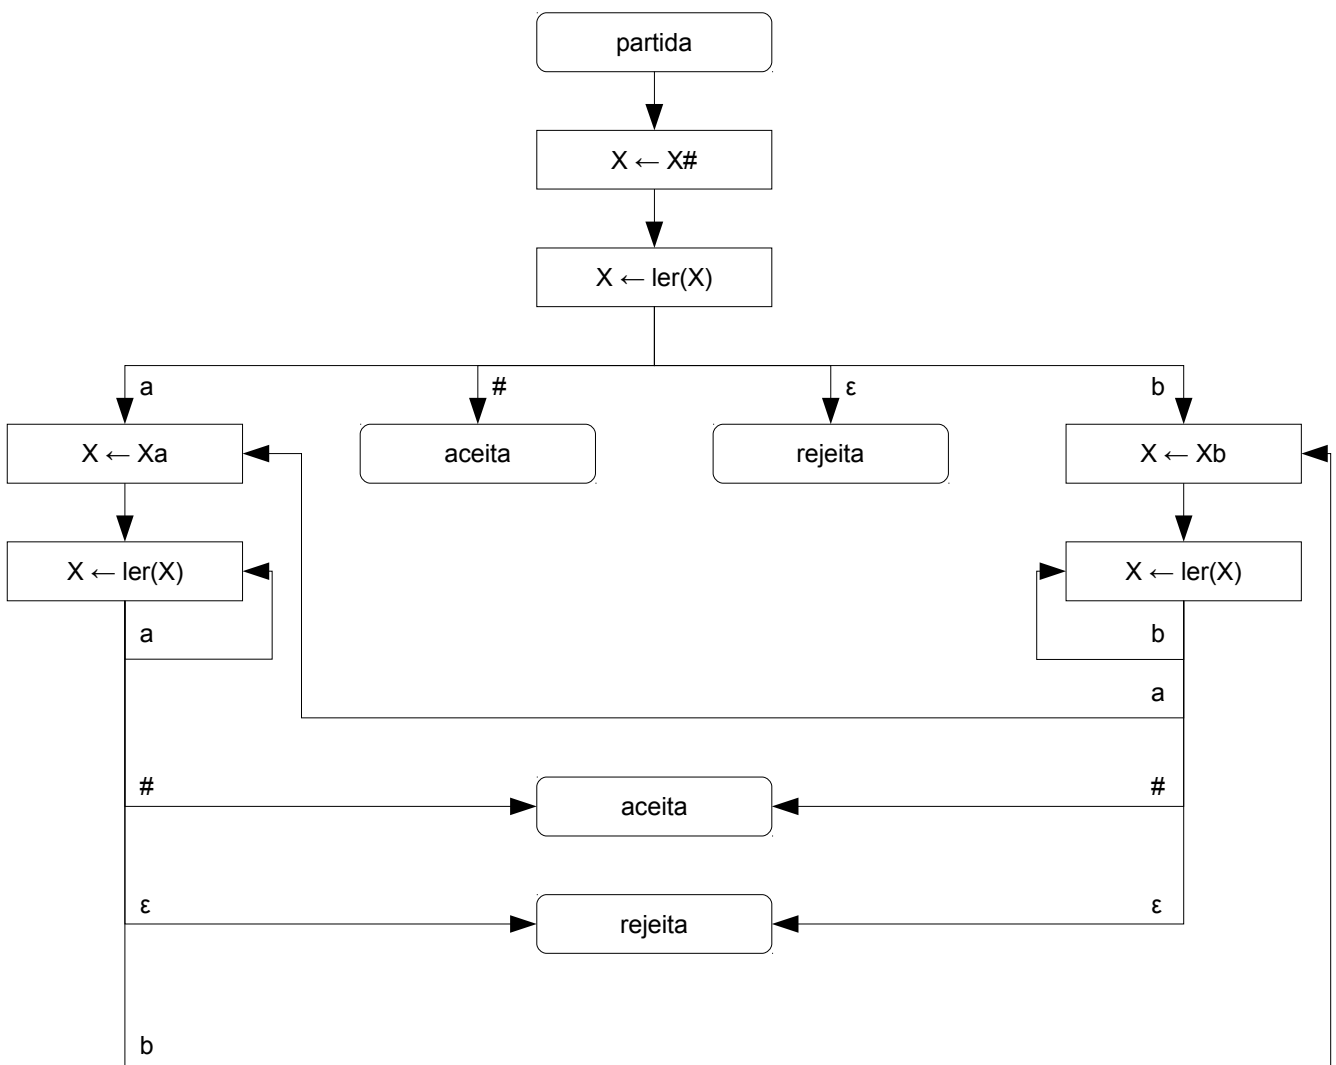 partida
X ← X#
X ← ler(X)
a
#
ε
b
X ← Xa
aceita
rejeita
X ← Xb
X ← ler(X)
X ← ler(X)
a
b
a
#
aceita
#
ε
rejeita
ε
b